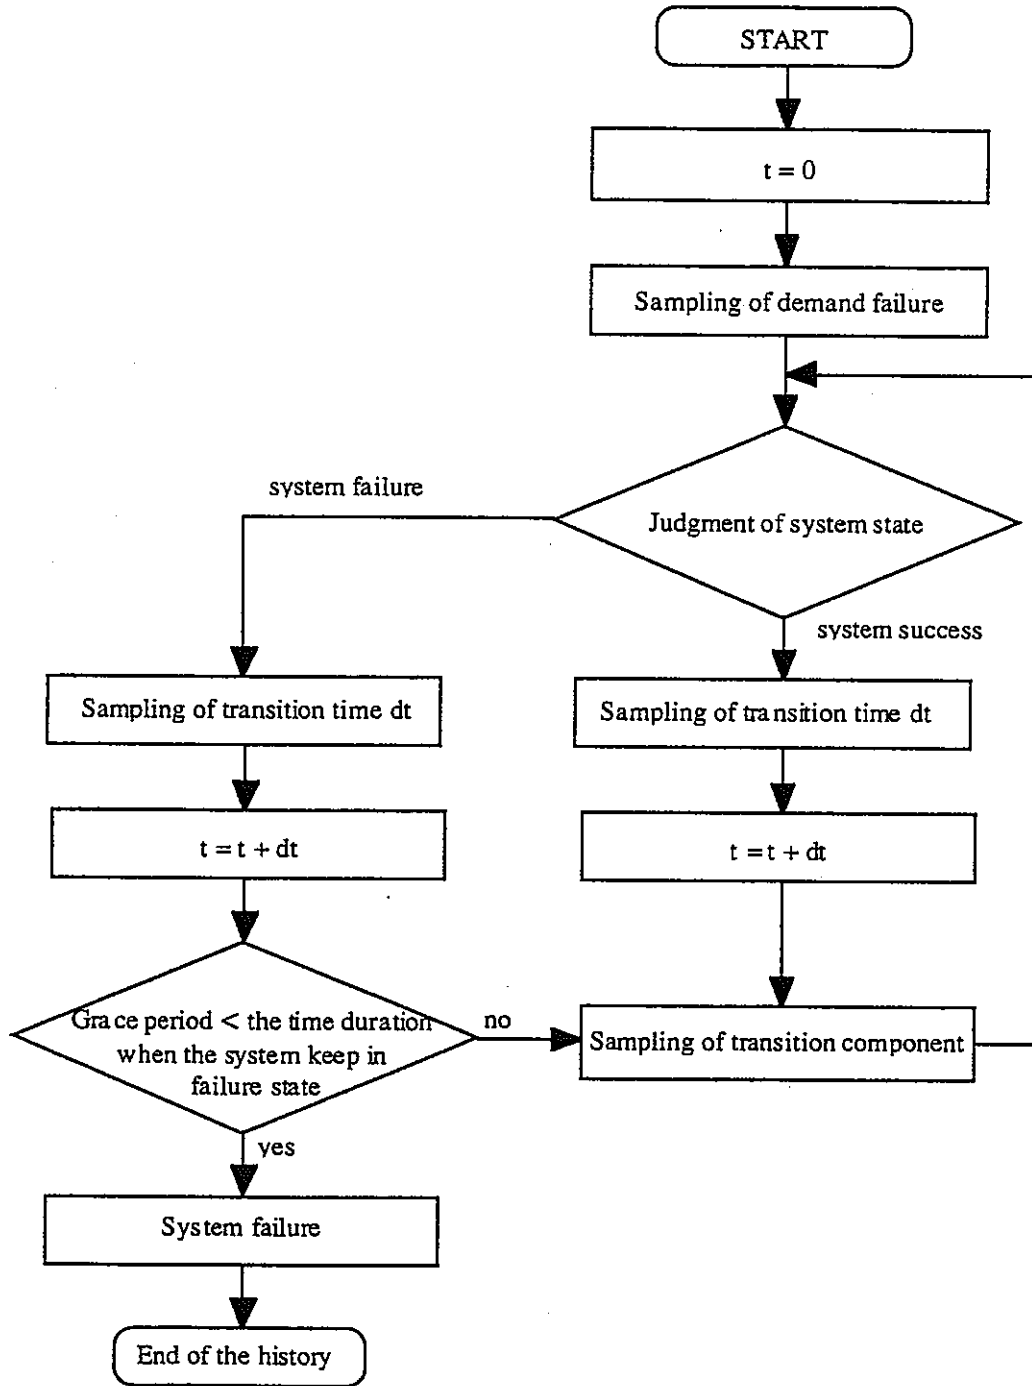 START
t = 0
Sampling of demand failure
system failure
Judgment of system state
system success
Sampling of transition time dt
Sampling of transition time dt
t = t + dt
t = t + dt
Grace period < the time duration
when the system keep in
failure state
no
Sampling of transition component
yes
System failure
End of the history